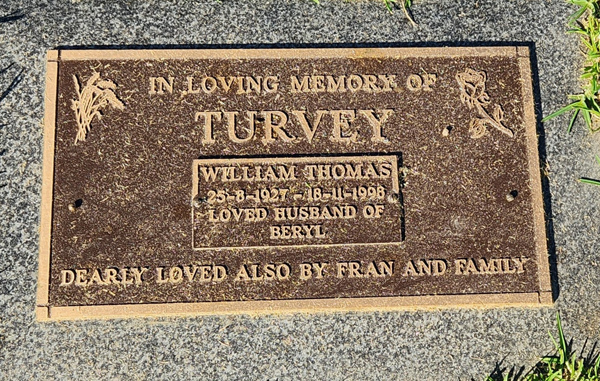 IN LOVING MEMORY OF
TURVEY
WILLIAM THOMAS
25-8-1927 - 18-11-1998
LOVED HUSBAND OF
BERYL
DEARLY LOVED ALSO BY FRAN AND FAMILY